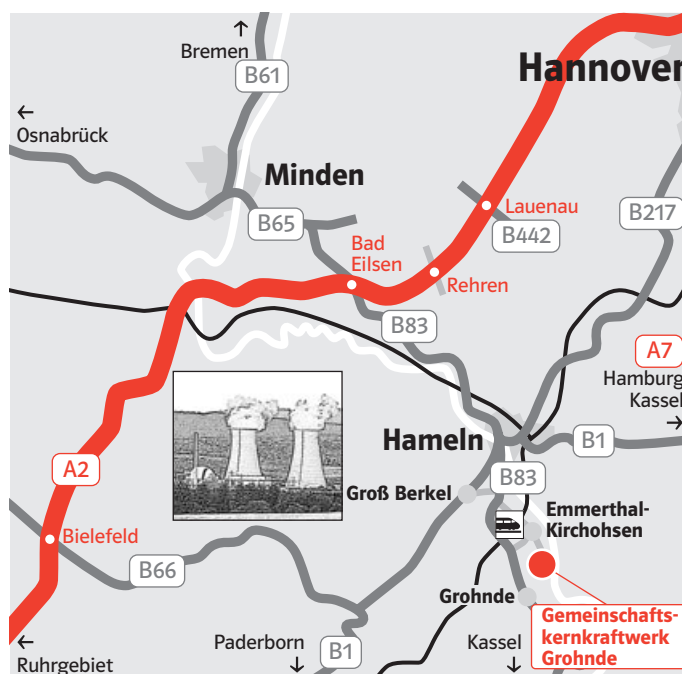 ↑
Bremen
B61
Hannover
←
Osnabrück
Minden
Lauenau
B217
B65
B442
Bad
Eilsen
Rehren
B83
A7
Hamburg
Kassel
→
Hameln
B1
A2
B83
Groß Berkel
Emmerthal-
Kirchohsen
Bielefeld
B66
Grohnde
Gemeinschafts-
kernkraftwerk
Grohnde
←
Ruhrgebiet
Paderborn
↓
B1
Kassel
↓